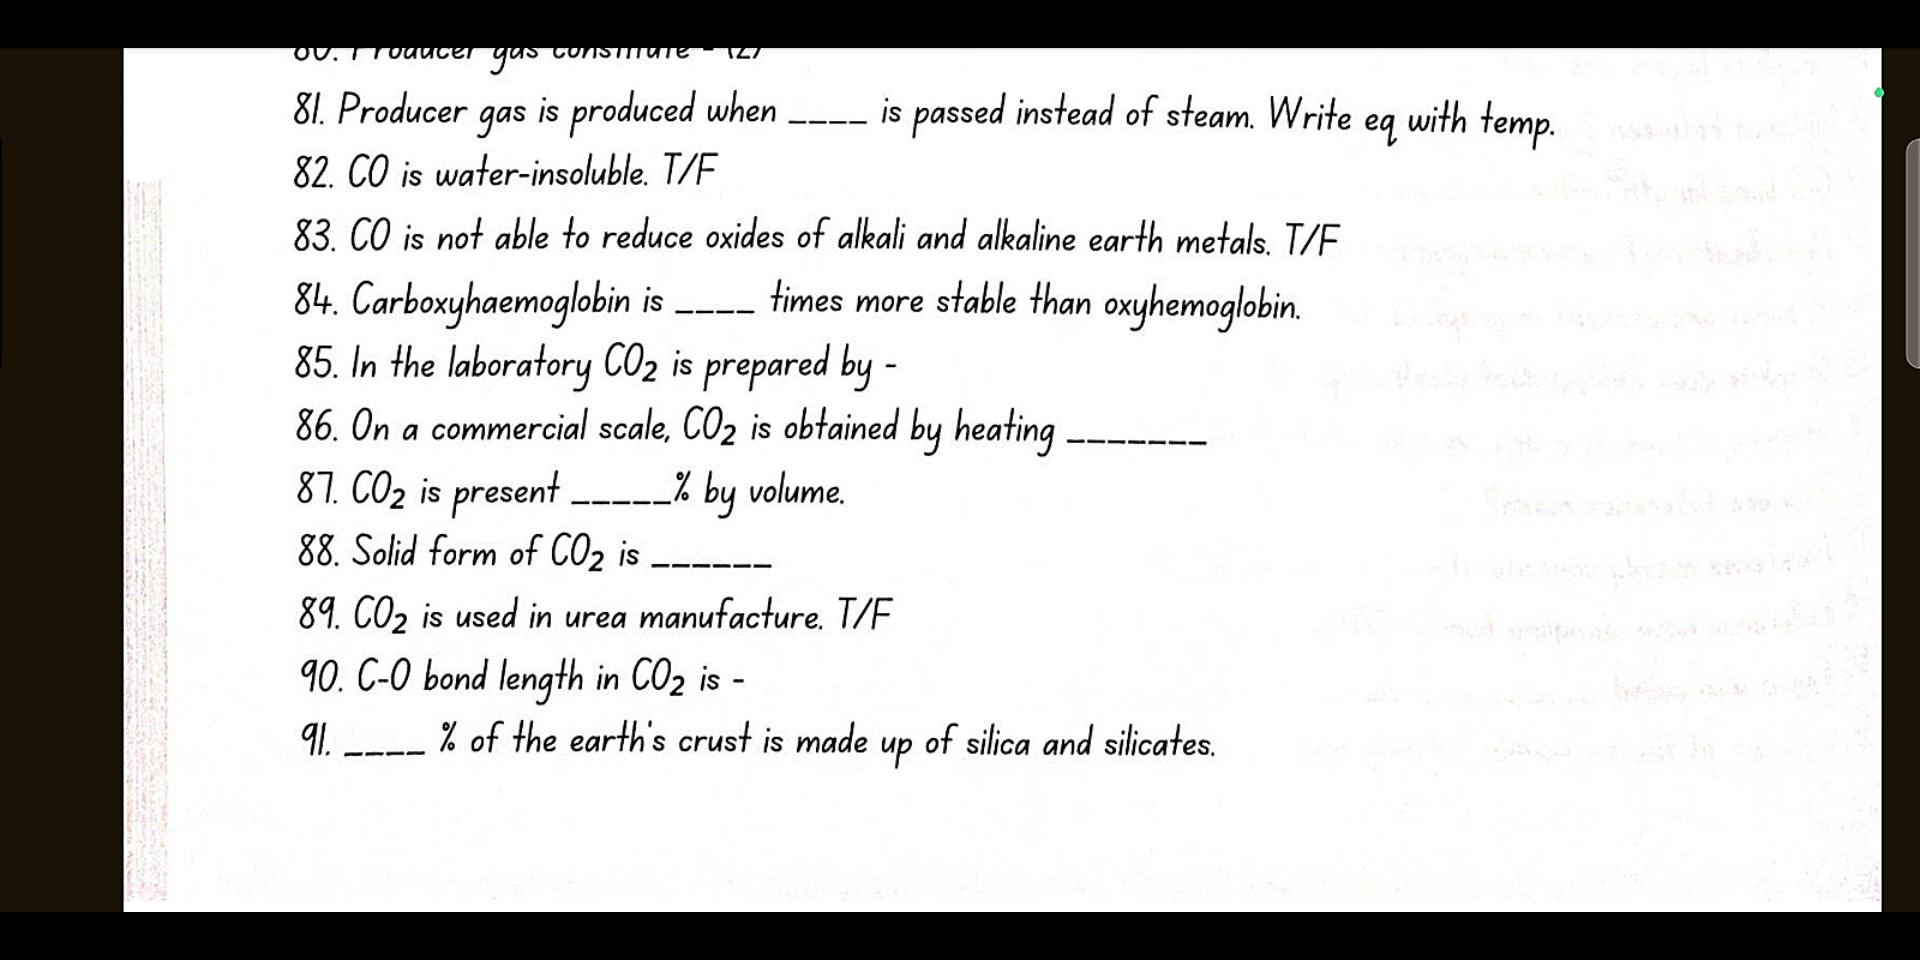 80. Producer gas constitute - (2)
81. Producer gas is produced when ____ is passed instead of steam. Write eq with temp.
82. CO is water-insoluble. T/F
83. CO is not able to reduce oxides of alkali and alkaline earth metals. T/F
84. Carboxyhaemoglobin is ____ times more stable than oxyhemoglobin.
85. In the laboratory CO₂ is prepared by -
86. On a commercial scale, CO₂ is obtained by heating _______
87. CO₂ is present _____% by volume.
88. Solid form of CO₂ is ______
89. CO₂ is used in urea manufacture. T/F
90. C-O bond length in CO₂ is -
91. ____ % of the earth's crust is made up of silica and silicates.